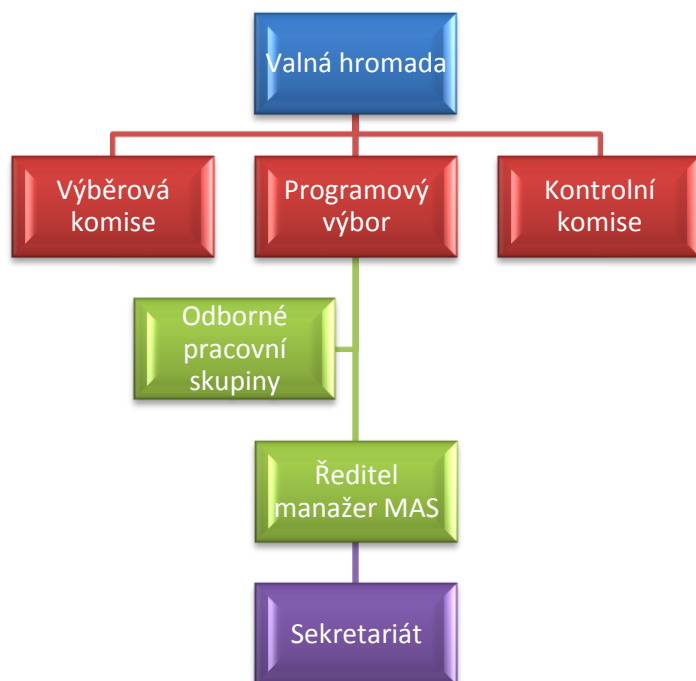 Valná hromada
Výběrová
komise
Programový
výbor
Kontrolní
komise
Odborné
pracovní
skupiny
Ředitel
manažer MAS
Sekretariát